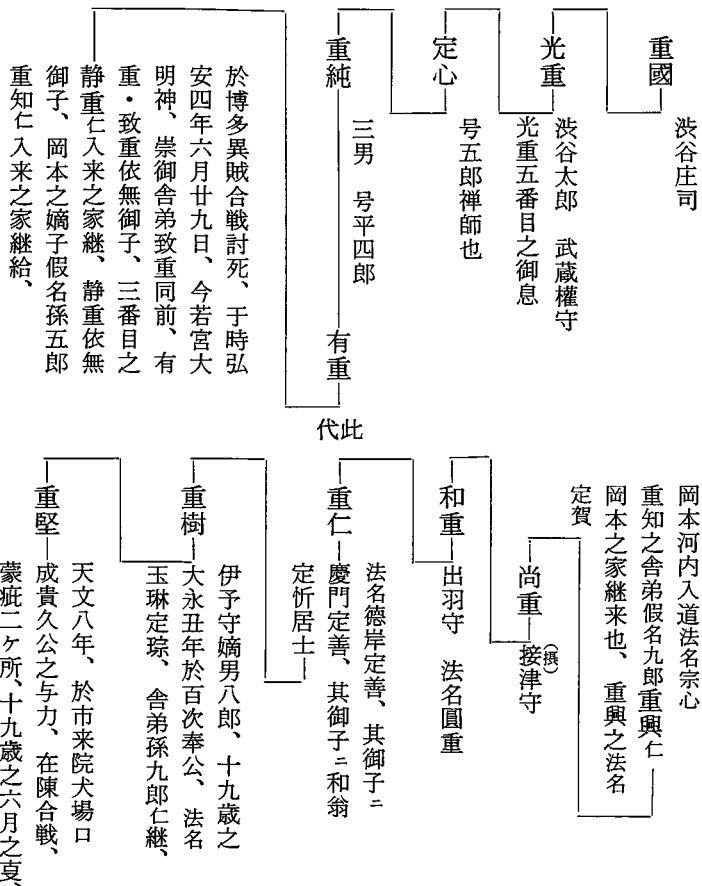 重國
渋谷庄司
光重
渋谷太郎　武蔵權守
光重五番目之御息
定心
号五郎禅師也
重純
三男　号平四郎
有重
此代
於博多異賊合戦討死、于時弘
安四年六月廿九日、今若宮大
明神、崇御舎弟致重同前、有
重・致重依無御子、三番目之
静重仁入来之家継、静重依無
御子、岡本之嫡子假名孫五郎
重知仁入来之家継給、
岡本河内入道法名宗心
重知之舎弟假名九郎重興仁
岡本之家継来也、重興之法名
定賀
尚重
接(摂)津守
和重
出羽守　法名圓重
重仁
法名德岸定善、其御子ニ
慶門定善、其御子ニ和翁
定忻居士
重樹
伊予守嫡男八郎、十九歳之
大永丑年於百次奉公、法名
玉琳定琮、舎弟孫九郎仁継、
重堅
天文八年、於市来院犬場口
成貴久公之与力、在陳合戦、
蒙疵二ヶ所、十九歳之六月之㕝、